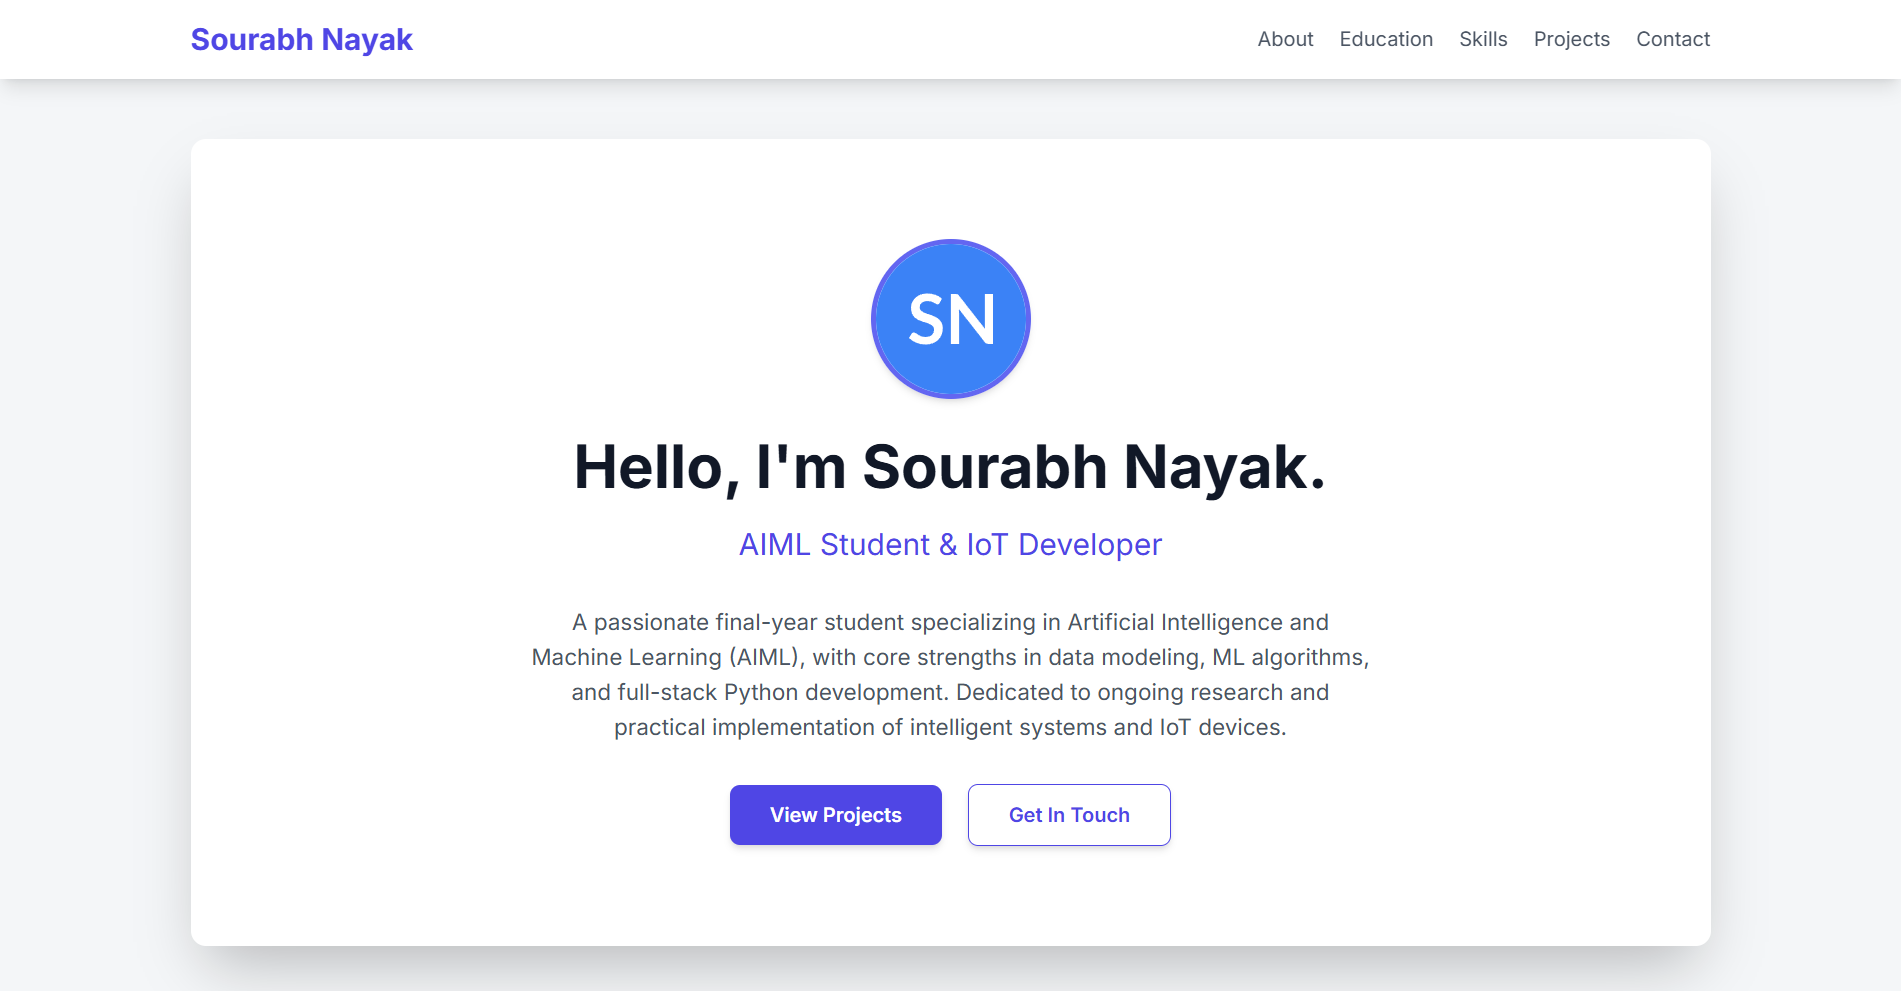 Sourabh Nayak
About Education Skills Projects Contact
SN
Hello, I'm Sourabh Nayak.
AIML Student & IoT Developer
A passionate final-year student specializing in Artificial Intelligence and
Machine Learning (AIML), with core strengths in data modeling, ML algorithms,
and full-stack Python development. Dedicated to ongoing research and
practical implementation of intelligent systems and IoT devices.
View Projects
Get In Touch